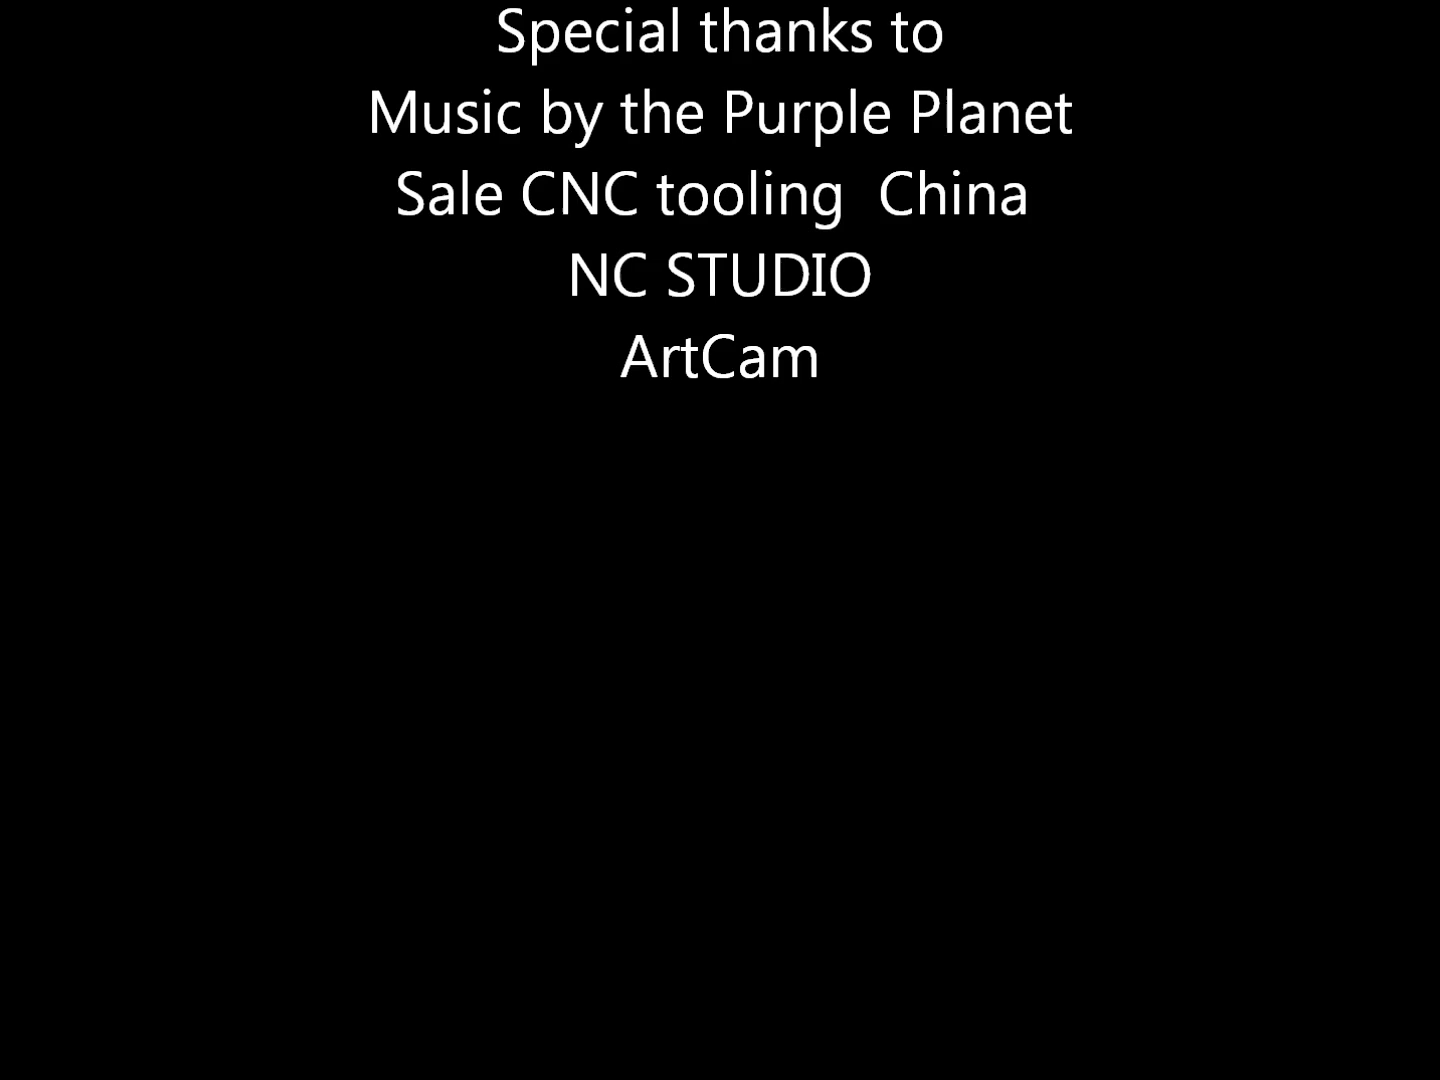 Special thanks to
Music by the Purple Planet
Sale CNC tooling  China
NC STUDIO
ArtCam